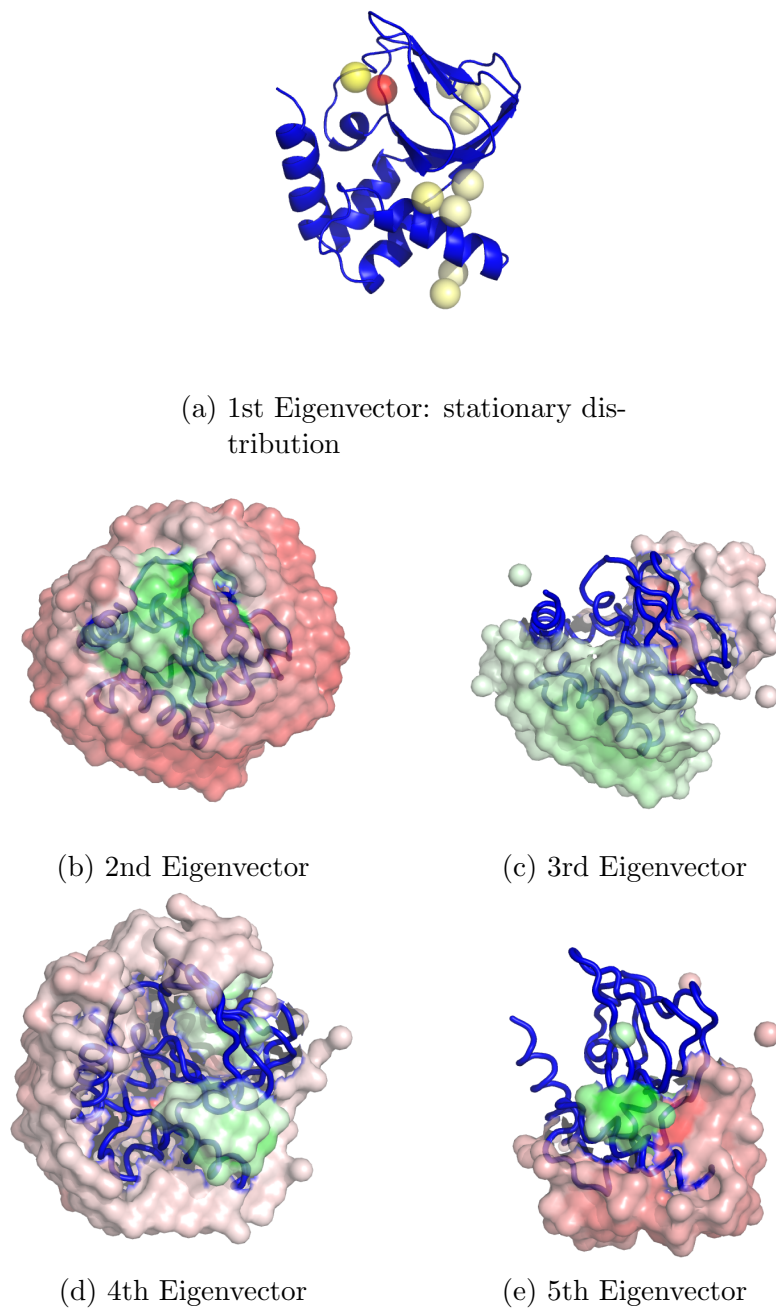 (a) 1st Eigenvector: stationary dis-
tribution
(b) 2nd Eigenvector
(c) 3rd Eigenvector
(d) 4th Eigenvector
(e) 5th Eigenvector